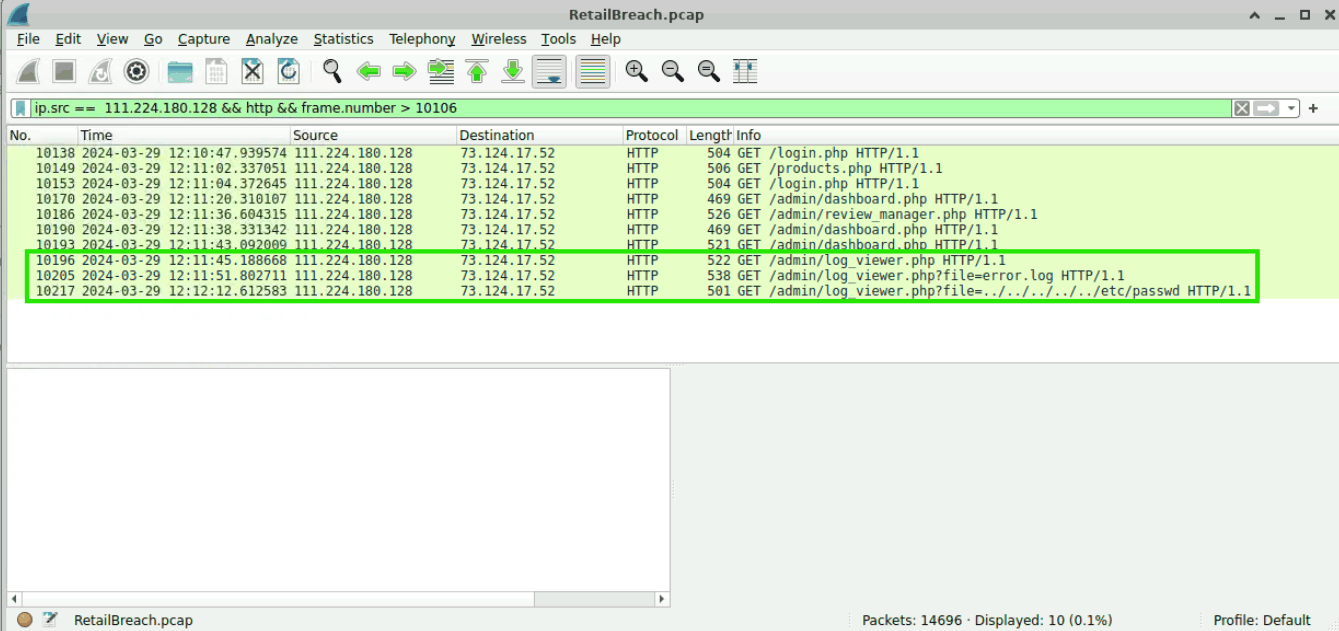 RetailBreach.pcap
File Edit View Go Capture Analyze Statistics Telephony Wireless Tools Help
ip.src ==  111.224.180.128 && http && frame.number > 10106
No. Time Source Destination Protocol Length Info
10138 2024-03-29 12:10:47.939574 111.224.180.128 73.124.17.52 HTTP 504 GET /login.php HTTP/1.1
10149 2024-03-29 12:11:02.337051 111.224.180.128 73.124.17.52 HTTP 506 GET /products.php HTTP/1.1
10153 2024-03-29 12:11:04.372645 111.224.180.128 73.124.17.52 HTTP 504 GET /login.php HTTP/1.1
10170 2024-03-29 12:11:20.310107 111.224.180.128 73.124.17.52 HTTP 469 GET /admin/dashboard.php HTTP/1.1
10186 2024-03-29 12:11:36.604315 111.224.180.128 73.124.17.52 HTTP 526 GET /admin/review_manager.php HTTP/1.1
10190 2024-03-29 12:11:38.331342 111.224.180.128 73.124.17.52 HTTP 469 GET /admin/dashboard.php HTTP/1.1
10193 2024-03-29 12:11:43.092009 111.224.180.128 73.124.17.52 HTTP 521 GET /admin/dashboard.php HTTP/1.1
10196 2024-03-29 12:11:45.188668 111.224.180.128 73.124.17.52 HTTP 522 GET /admin/log_viewer.php HTTP/1.1
10205 2024-03-29 12:11:51.802711 111.224.180.128 73.124.17.52 HTTP 538 GET /admin/log_viewer.php?file=error.log HTTP/1.1
10217 2024-03-29 12:12:12.612583 111.224.180.128 73.124.17.52 HTTP 501 GET /admin/log_viewer.php?file=../../../../../etc/passwd HTTP/1.1
RetailBreach.pcap Packets: 14696 · Displayed: 10 (0.1%) Profile: Default